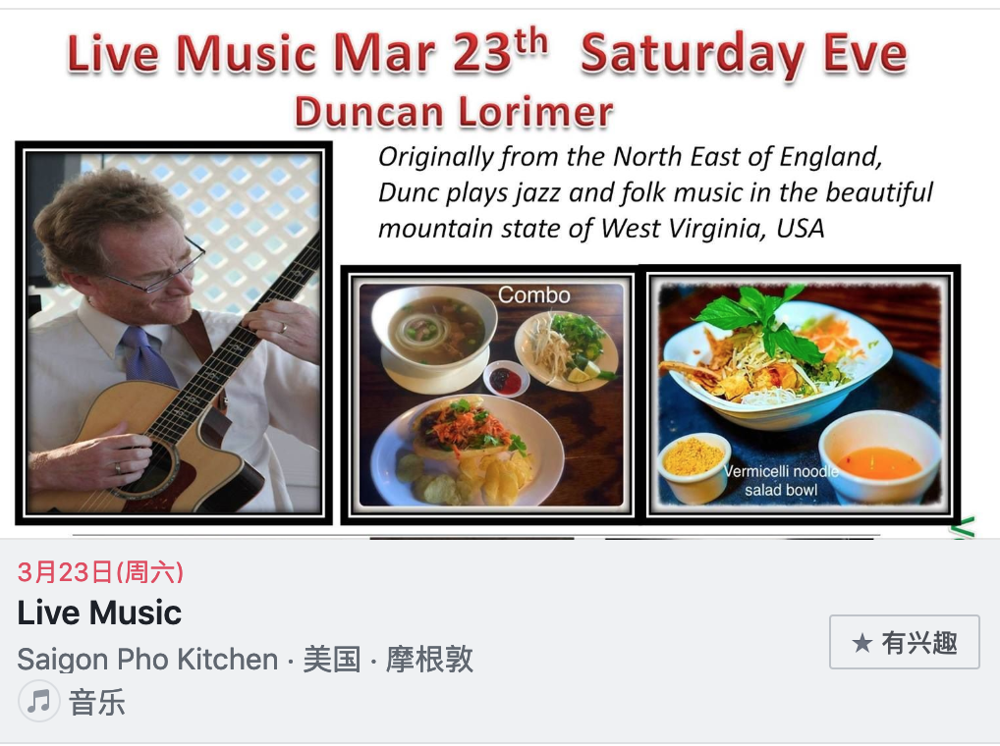 Live Music Mar 23th Saturday Eve
Duncan Lorimer
Originally from the North East of England,
Dunc plays jazz and folk music in the beautiful
mountain state of West Virginia, USA
Combo
Vermicelli noodle
salad bowl
3月23日(周六)
Live Music
Saigon Pho Kitchen · 美国 · 摩根敦
★ 有兴趣
音乐